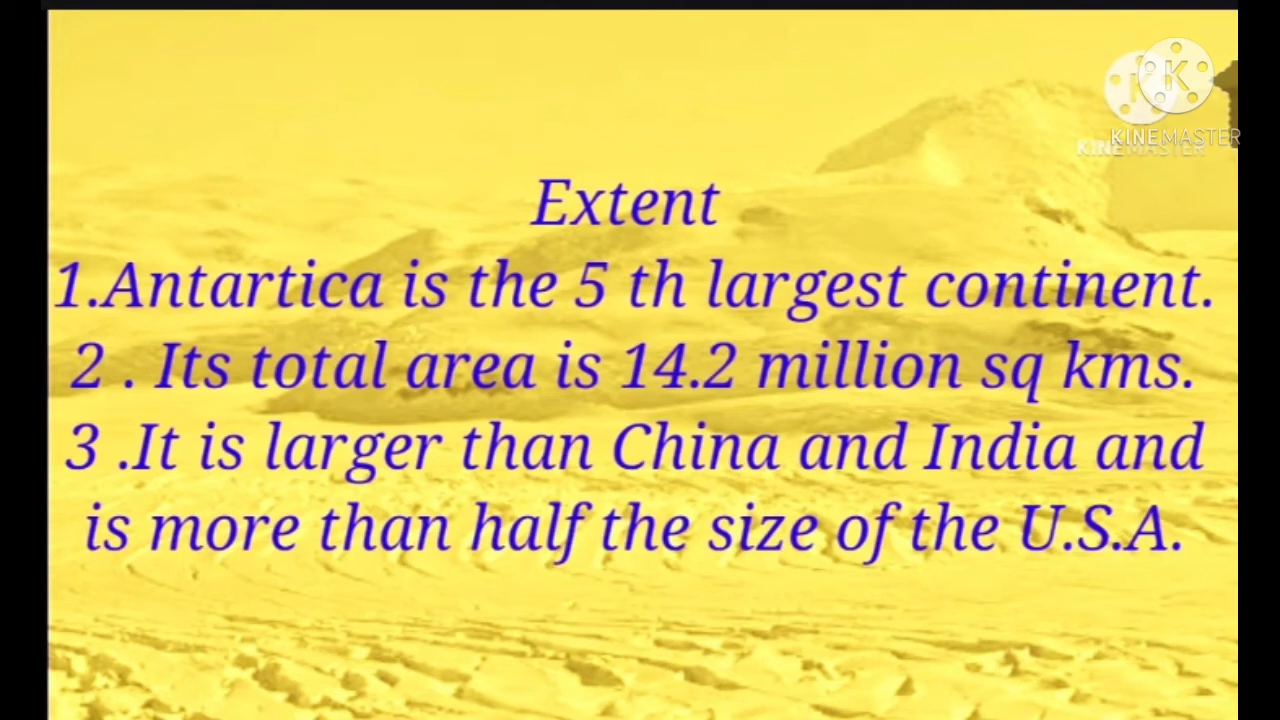 KINEMASTER
KINEMASTER
Extent
1.Antartica is the 5 th largest continent.
2 . Its total area is 14.2 million sq kms.
3 .It is larger than China and India and
is more than half the size of the U.S.A.